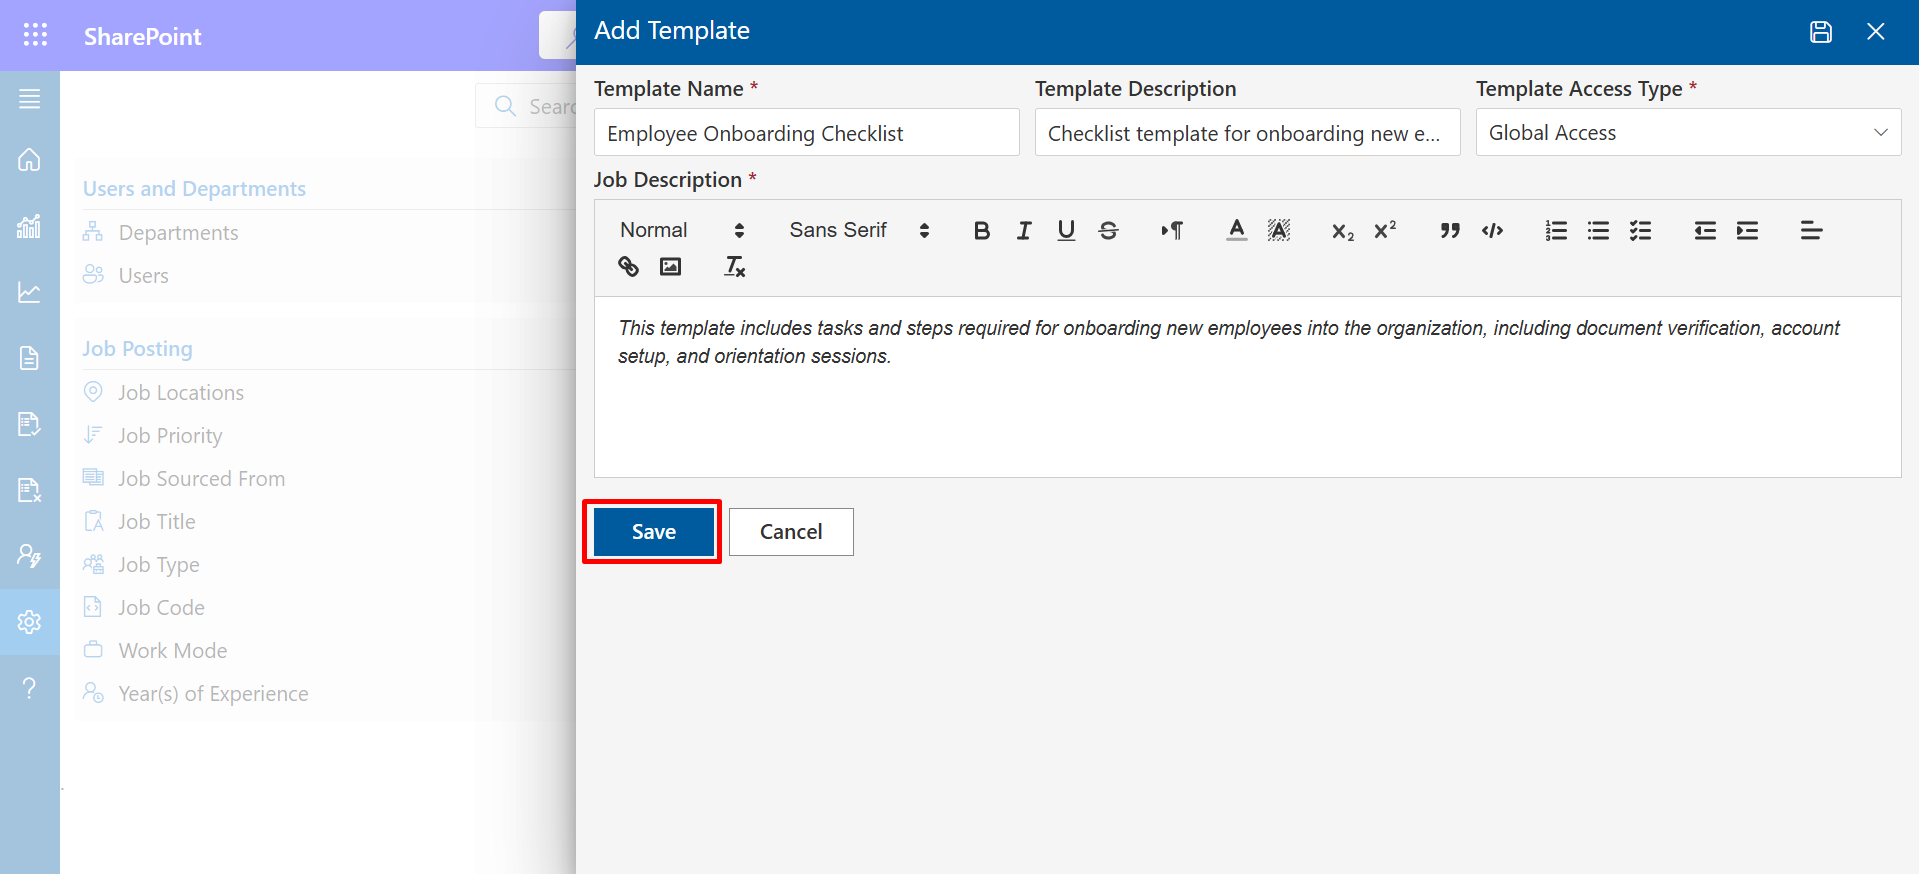 SharePoint
Add Template
Template Name *
Template Description
Template Access Type *
Employee Onboarding Checklist
Checklist template for onboarding new e...
Global Access
Job Description *
Normal
Sans Serif
This template includes tasks and steps required for onboarding new employees into the organization, including document verification, account
setup, and orientation sessions.
Save
Cancel
Users and Departments
Departments
Users
Job Posting
Job Locations
Job Priority
Job Sourced From
Job Title
Job Type
Job Code
Work Mode
Year(s) of Experience